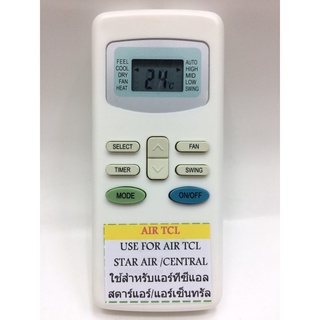 FEEL
COOL
DRY
FAN
HEAT
24°c
AUTO
HIGH
MID
LOW
SWING
SELECT
FAN
TIMER
SWING
MODE
ON/OFF
AIR TCL
USE FOR AIR TCL
STAR AIR /CENTRAL
ใช้สำหรับแอร์ทีซีแอล
สตาร์แอร์/แอร์เซ็นทรัล